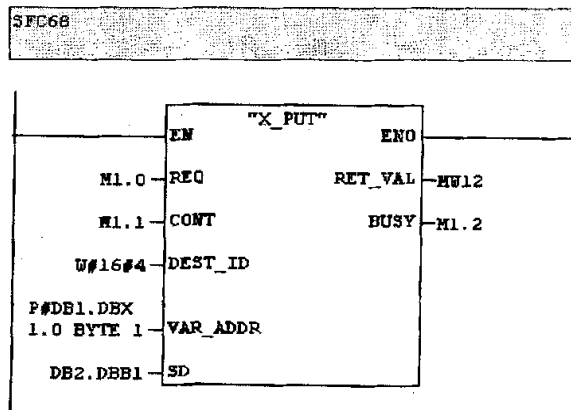 SFC68
"X_PUT"
EN ENO
M1.0 REQ RET_VAL MW12
M1.1 CONT BUSY M1.2
W#16#4 DEST_ID
P#DB1.DBX
1.0 BYTE 1 VAR_ADDR
DB2.DBB1 SD